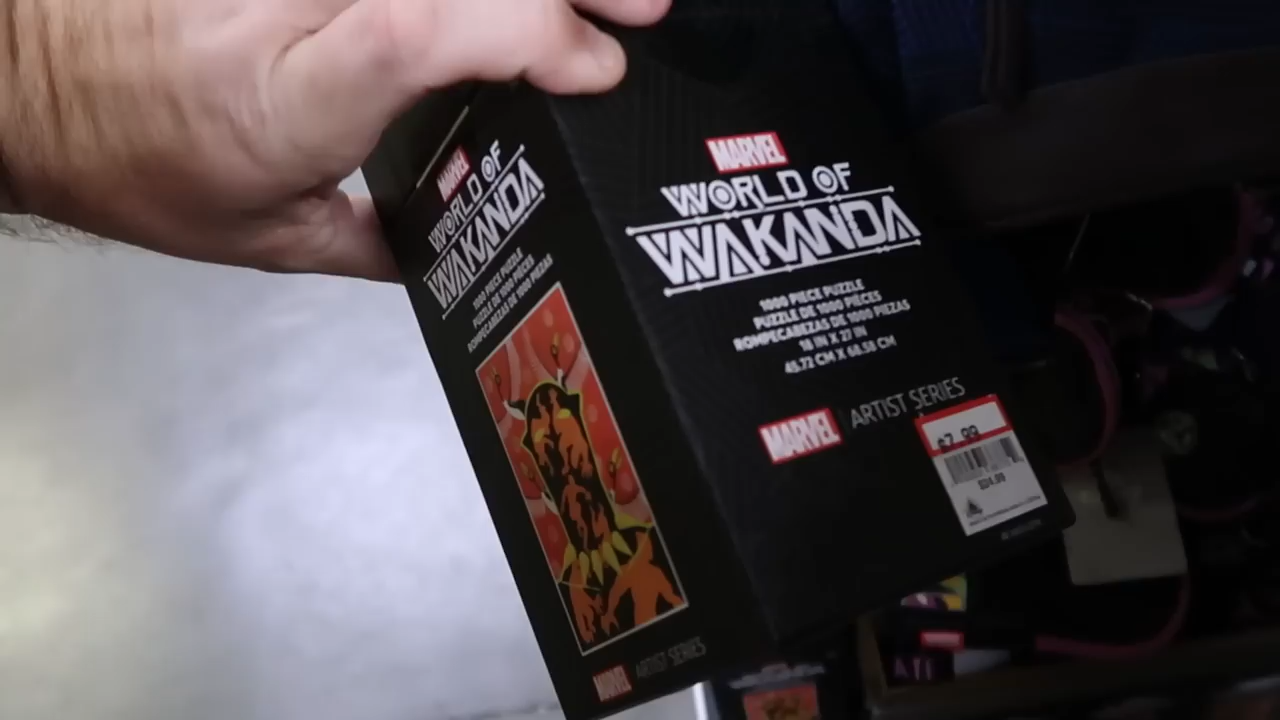 MARVEL
WORLD OF
WAKANDA
1000 PIECE PUZZLE
PUZZLE DE 1000 PIÈCES
ROMPECABEZAS DE 1000 PIEZAS
MARVEL
ARTIST SERIES
MARVEL
WORLD OF
WAKANDA
1000 PIECE PUZZLE
PUZZLE DE 1000 PIÈCES
ROMPECABEZAS DE 1000 PIEZAS
18 IN X 27 IN
45.72 CM X 68.58 CM
MARVEL ARTIST SERIES
$7.99